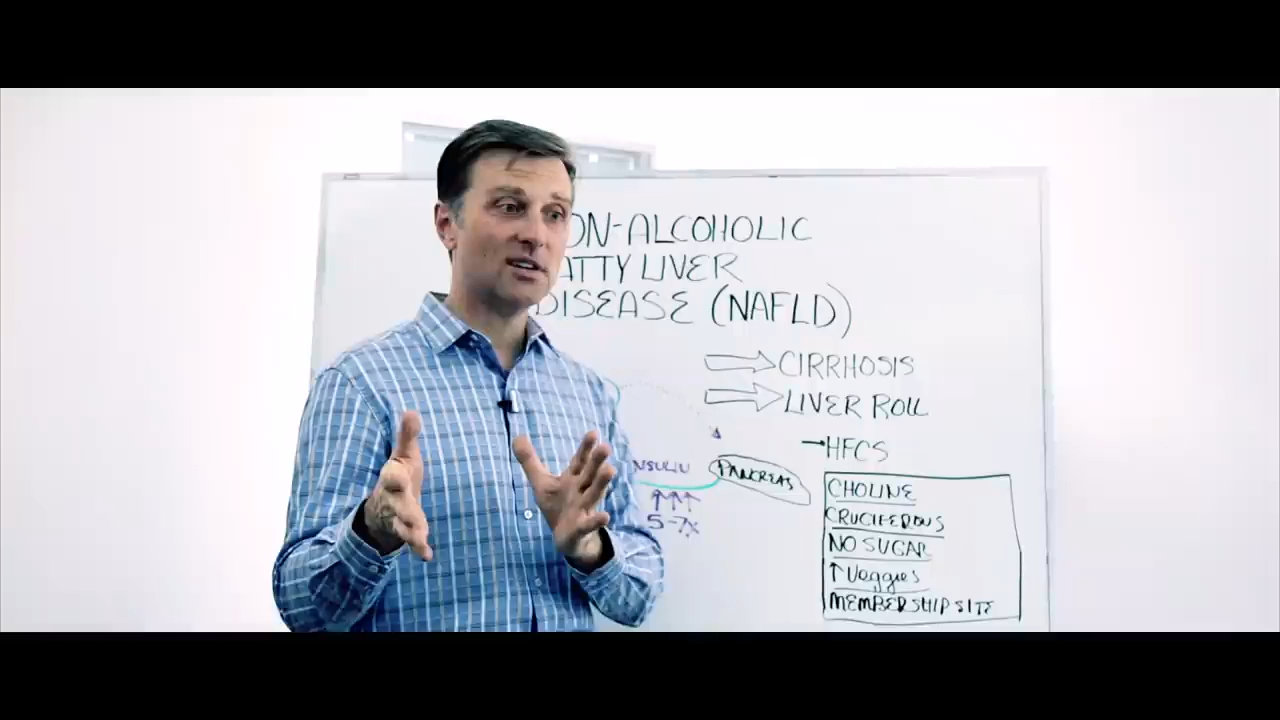 ON-ALCOHOLIC
ATTY LIVER
DISEASE (NAFLD)
CIRRHOSIS
LIVER ROLL
HFCS
NSULIN
PANCREAS
5-7X
CHOLINE
CRUCIFEROUS
NO SUGAR
↑ Veggies
MEMBERSHIP SITE